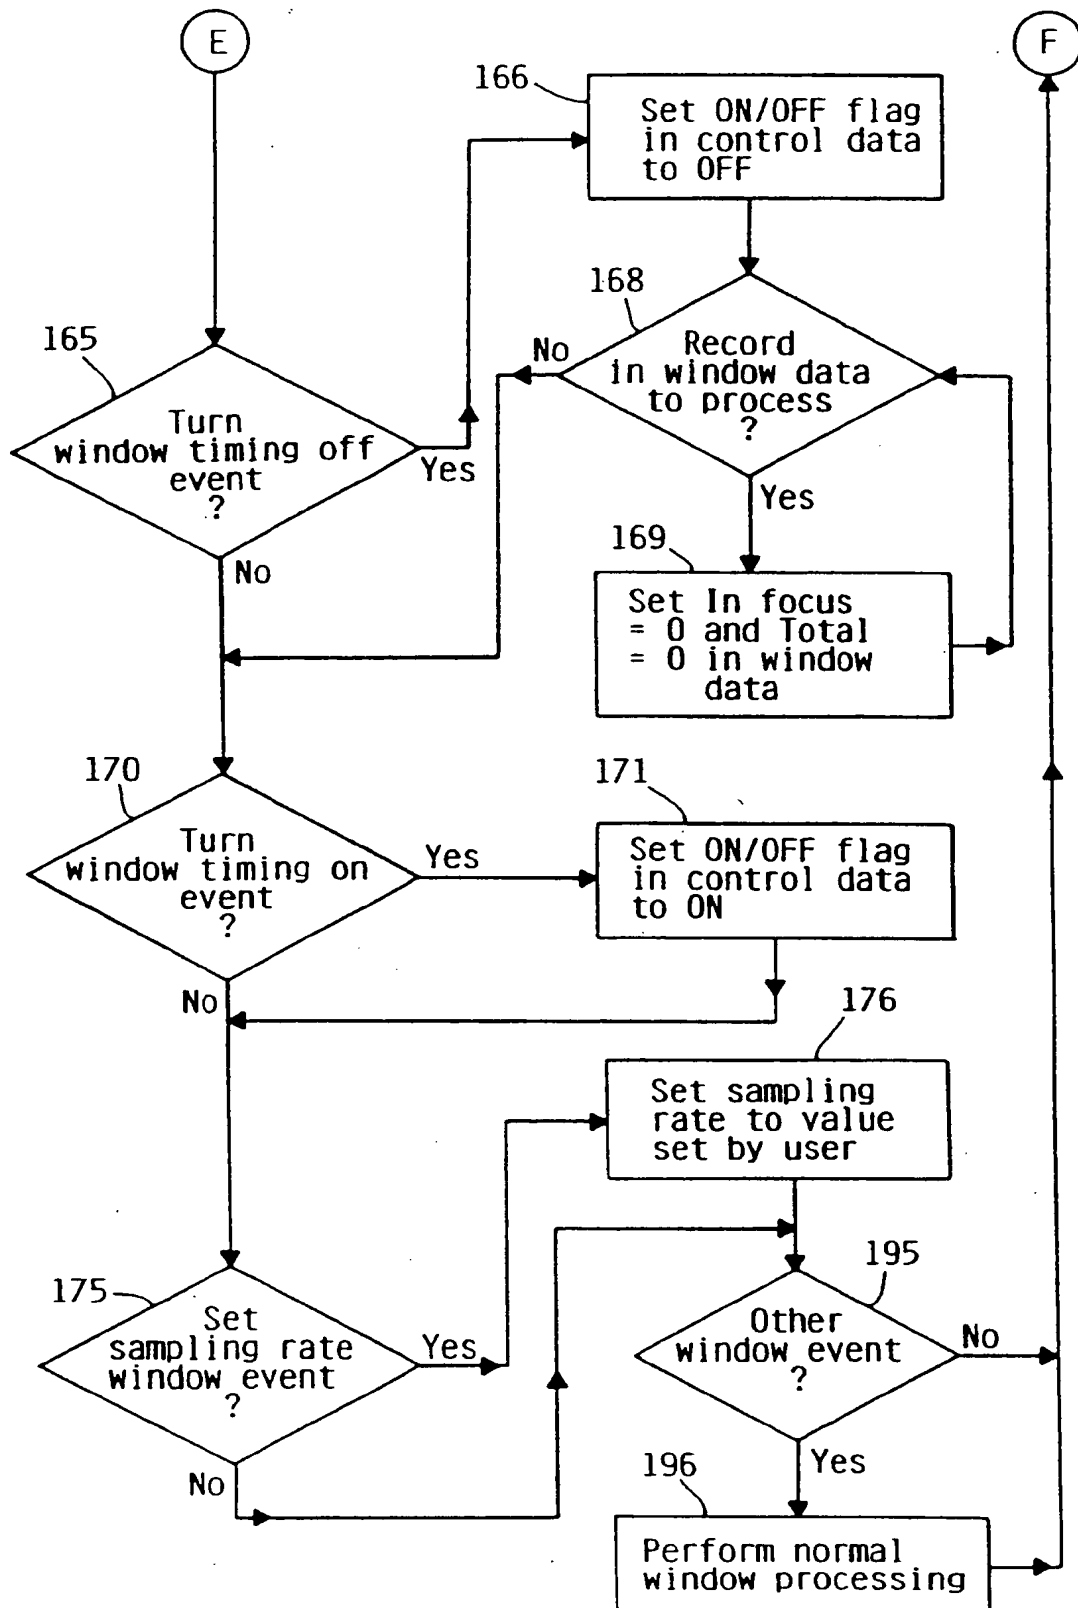 E
F
166
Set ON/OFF flag
in control data
to OFF
168
Record
in window data
to process
?
No
Yes
165
Turn
window timing off
event
?
Yes
No
169
Set In focus
= 0 and Total
= 0 in window
data
170
Turn
window timing on
event
?
Yes
No
171
Set ON/OFF flag
in control data
to ON
176
Set sampling
rate to value
set by user
175
Set
sampling rate
window event
?
Yes
No
195
Other
window event
?
No
Yes
196
Perform normal
window processing